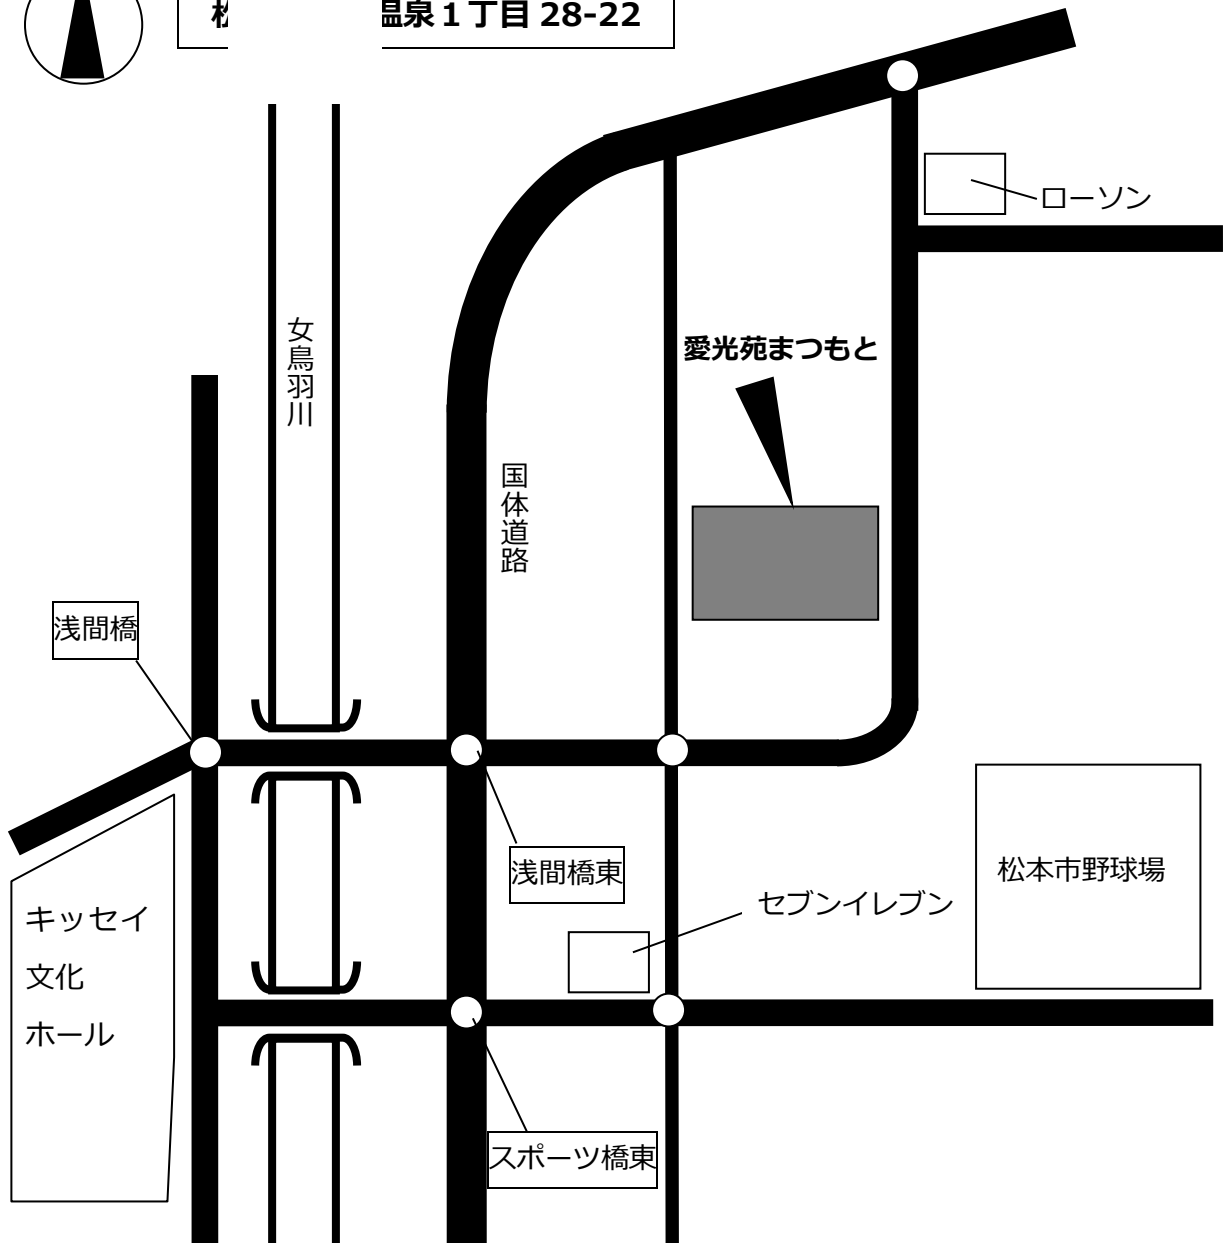 温泉１丁目 28-22
ローソン
女鳥羽川
愛光苑まつもと
国体道路
浅間橋
浅間橋東
セブンイレブン
松本市野球場
キッセイ
文化
ホール
スポーツ橋東